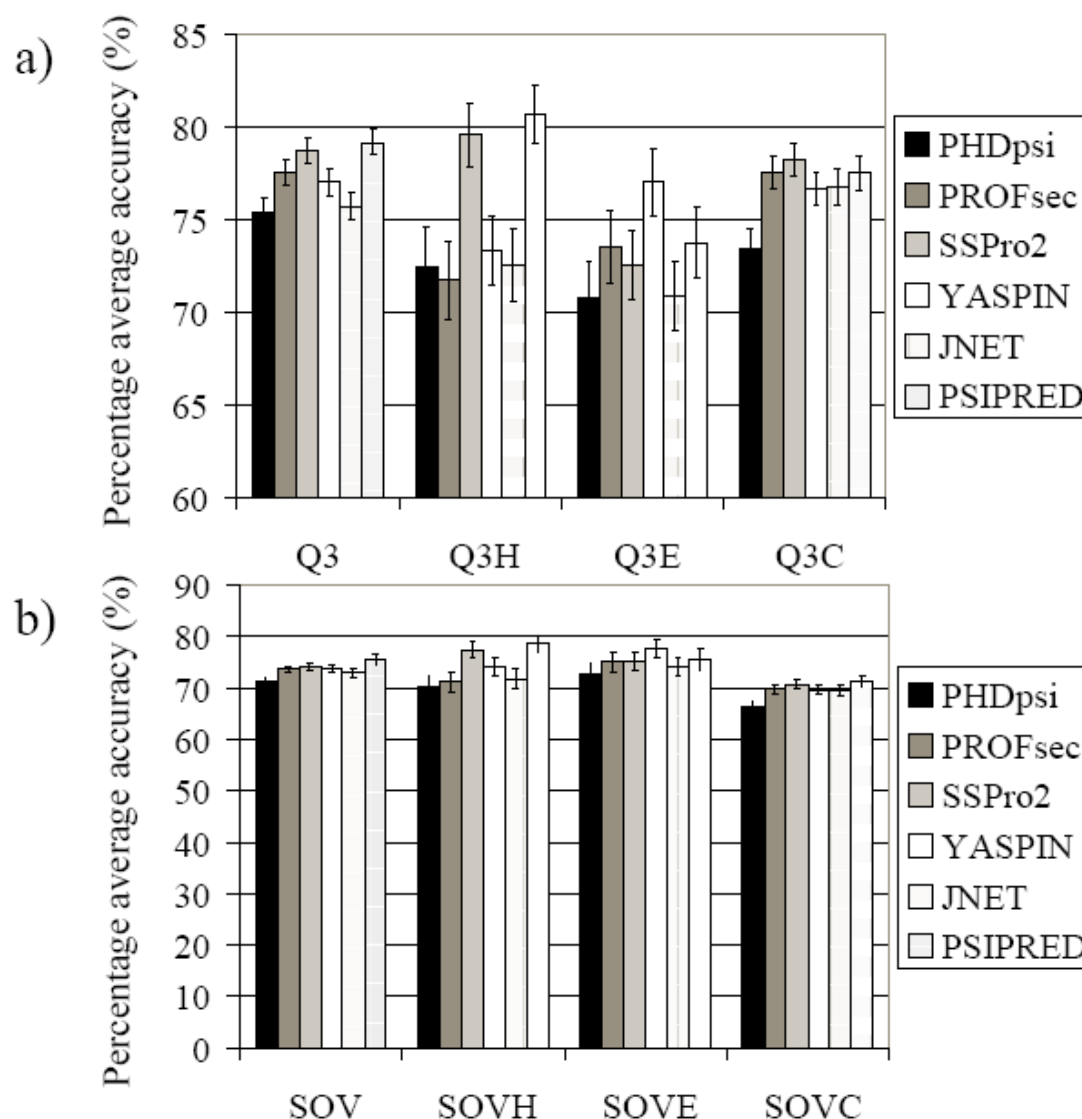 a)
Percentage average accuracy (%)
85
80
75
70
65
60
Q3 Q3H Q3E Q3C
PHDpsi
PROFsec
SSPro2
YASPIN
JNET
PSIPRED
b)
Percentage average accuracy (%)
90
80
70
60
50
40
30
20
10
0
SOV SOVH SOVE SOVC
PHDpsi
PROFsec
SSPro2
YASPIN
JNET
PSIPRED